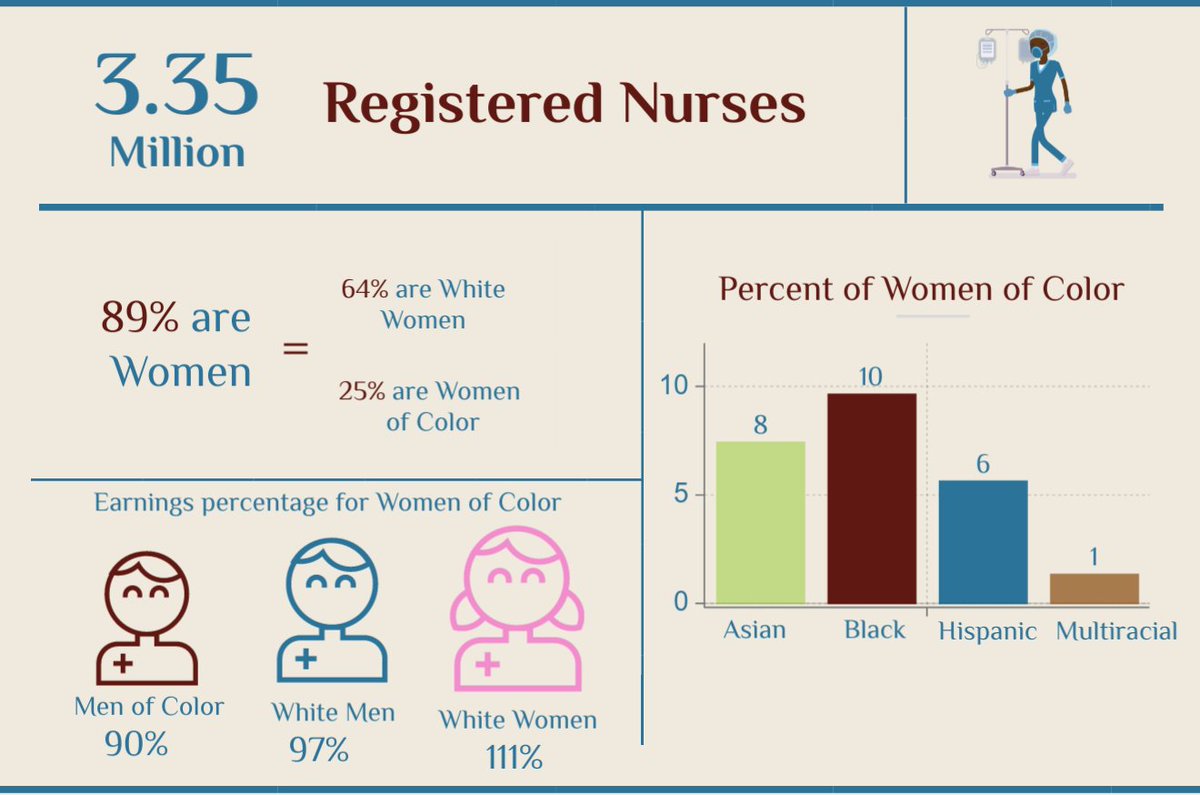 3.35
Million
Registered Nurses
89% are
Women
=
64% are White
Women
25% are Women
of Color
Earnings percentage for Women of Color
Men of Color
90%
White Men
97%
White Women
111%
Percent of Women of Color
10
5
0
8
10
6
1
Asian
Black
Hispanic
Multiracial